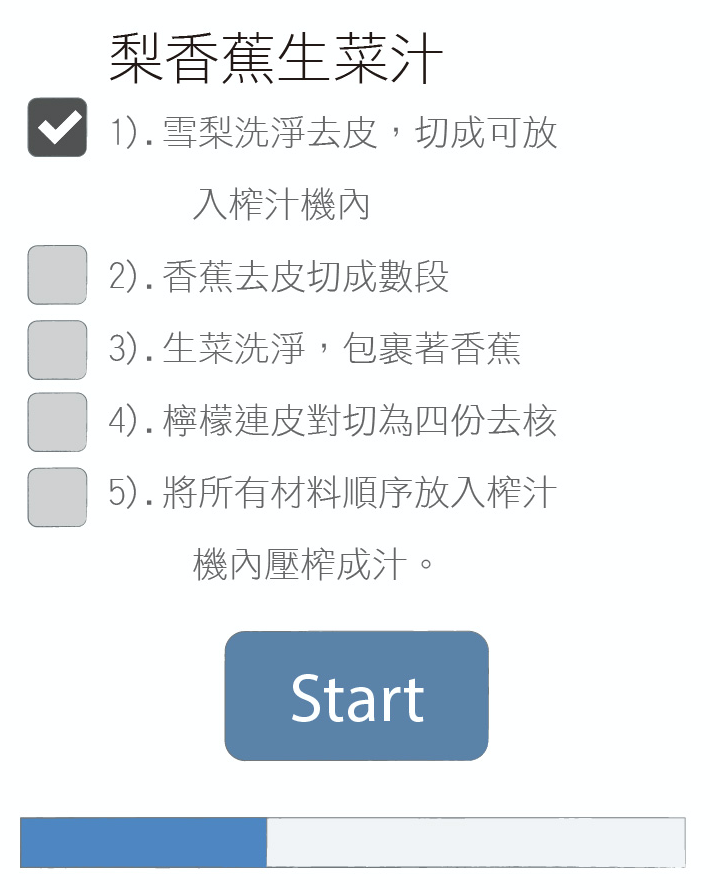 梨香蕉生菜汁
1).雪梨洗淨去皮，切成可放
入榨汁機內
2).香蕉去皮切成數段
3).生菜洗淨，包裹著香蕉
4).檸檬連皮對切為四份去核
5).將所有材料順序放入榨汁
機內壓榨成汁。
Start